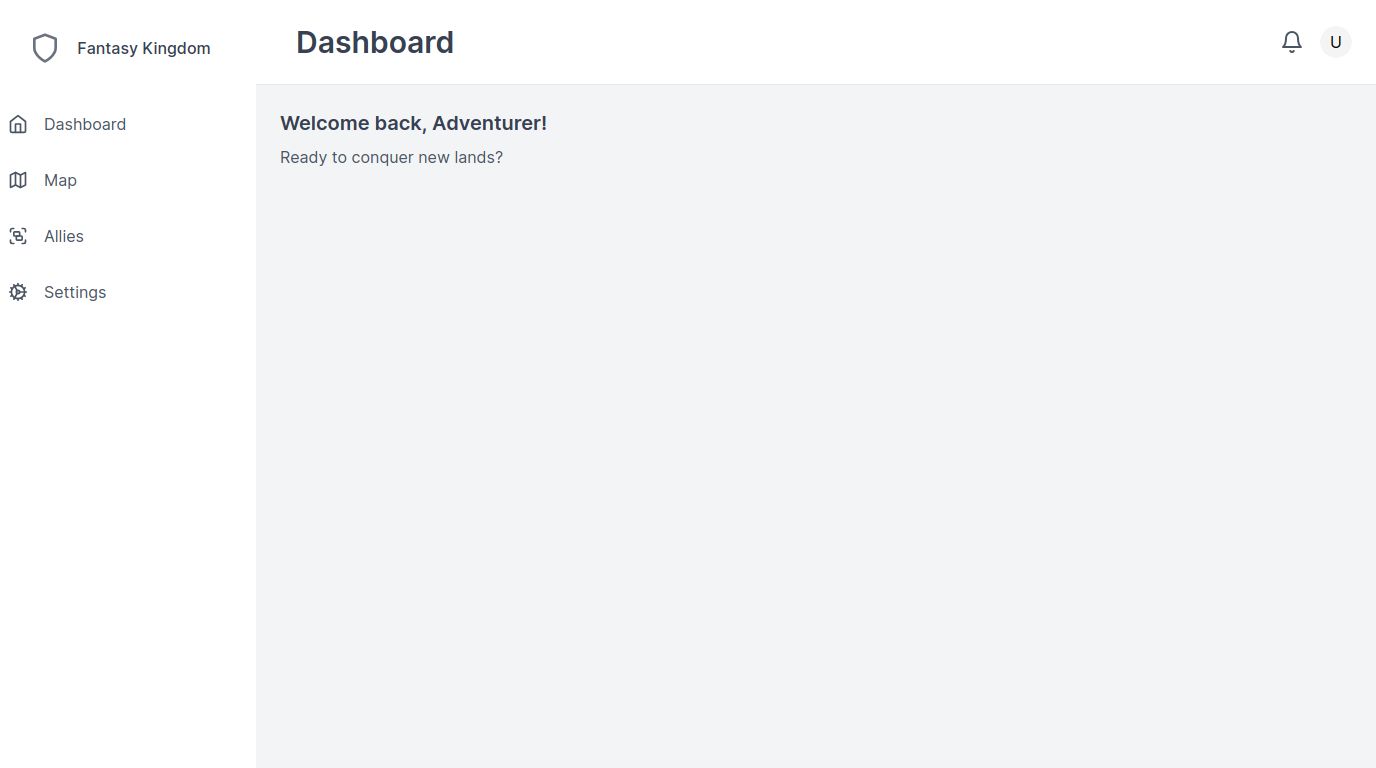 Fantasy Kingdom
Dashboard
Map
Allies
Settings
Dashboard
U
Welcome back, Adventurer!
Ready to conquer new lands?